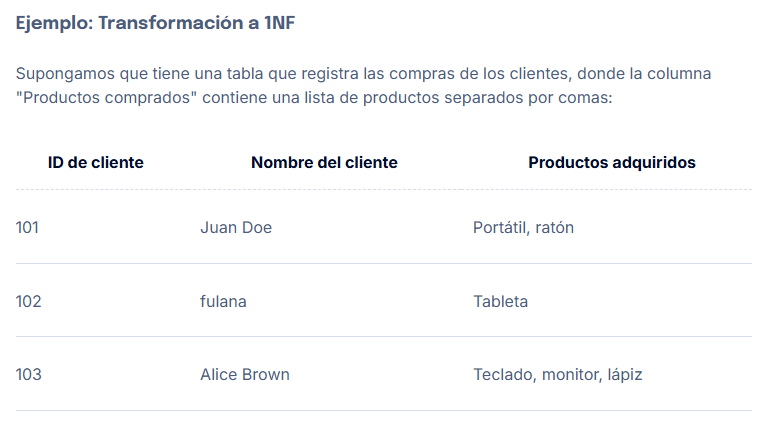 Ejemplo: Transformación a 1NF
Supongamos que tiene una tabla que registra las compras de los clientes, donde la columna
"Productos comprados" contiene una lista de productos separados por comas:
ID de cliente Nombre del cliente Productos adquiridos
101 Juan Doe Portátil, ratón
102 fulana Tableta
103 Alice Brown Teclado, monitor, lápiz